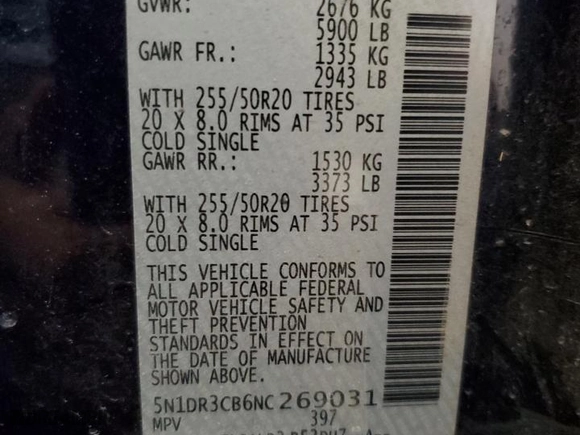 GVWR: 2676 KG
5900 LB
GAWR FR.: 1335 KG
2943 LB
WITH 255/50R20 TIRES
20 X 8.0 RIMS AT 35 PSI
COLD SINGLE
GAWR RR.: 1530 KG
3373 LB
WITH 255/50R20 TIRES
20 X 8.0 RIMS AT 35 PSI
COLD SINGLE
THIS VEHICLE CONFORMS TO
ALL APPLICABLE FEDERAL
MOTOR VEHICLE SAFETY AND
THEFT PREVENTION
STANDARDS IN EFFECT ON
THE DATE OF MANUFACTURE
SHOWN ABOVE.
5N1DR3CB6NC269031
MPV 397